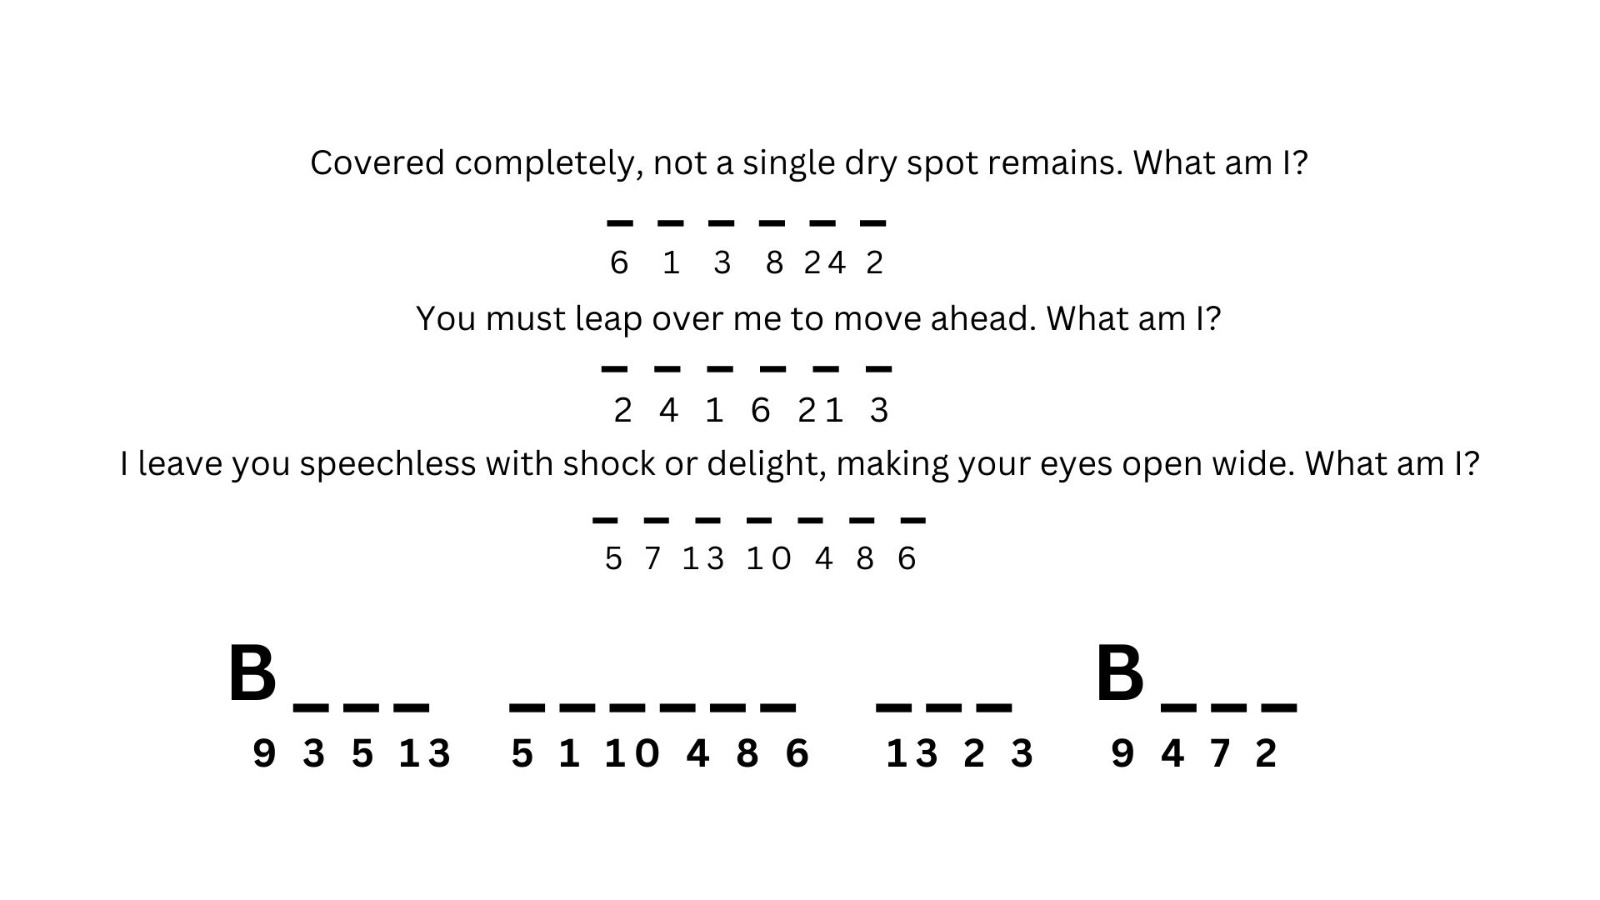 Covered completely, not a single dry spot remains. What am I?
_ _ _ _ _ _
6 1 3 8 24 2
You must leap over me to move ahead. What am I?
_ _ _ _ _ _
2 4 1 6 21 3
I leave you speechless with shock or delight, making your eyes open wide. What am I?
_ _ _ _ _ _ _
5 7 13 10 4 8 6
B _ _ _ _ _ _ _ _ _ _ _ _ B _ _ _
9 3 5 13 5 1 10 4 8 6 13 2 3 9 4 7 2